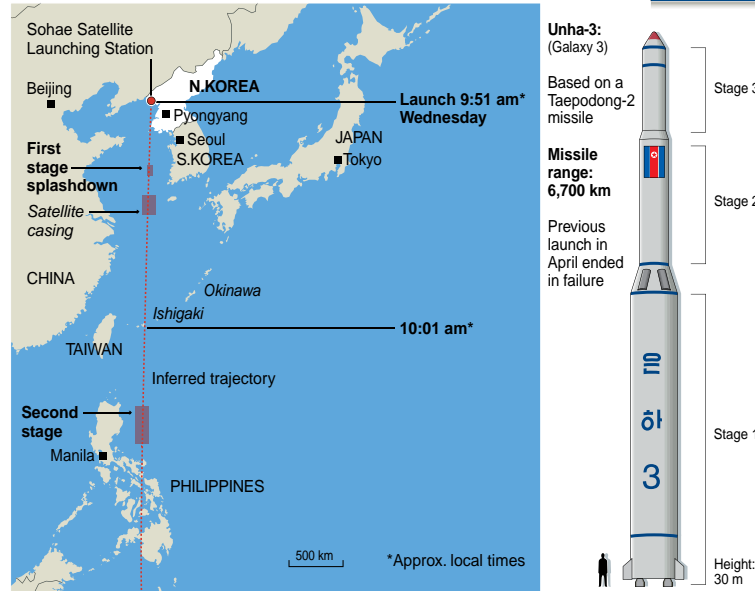 Sohae Satellite
Launching Station
Beijing
N.KOREA
Pyongyang
Launch 9:51 am*
Wednesday
Seoul
S.KOREA
JAPAN
Tokyo
First
stage
splashdown
Satellite
casing
CHINA
Okinawa
Ishigaki
10:01 am*
TAIWAN
Inferred trajectory
Second
stage
Manila
PHILIPPINES
500 km
*Approx. local times
Unha-3:
(Galaxy 3)
Based on a
Taepodong-2
missile
Missile
range:
6,700 km
Previous
launch in
April ended
in failure
Stage 3
Stage 2
은
하
3
Stage 1
Height:
30 m